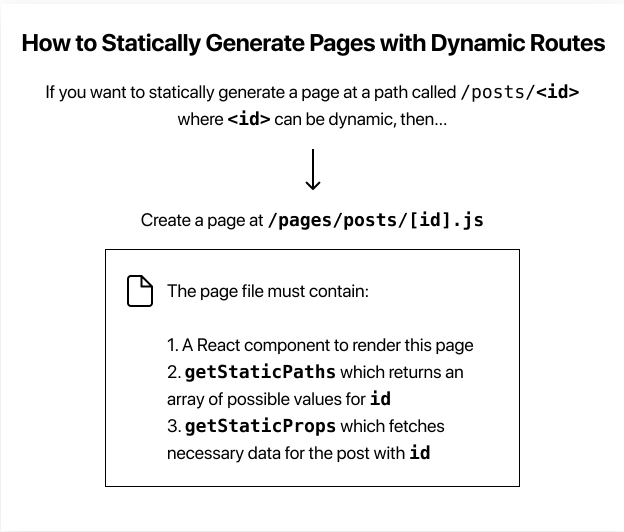 How to Statically Generate Pages with Dynamic Routes
If you want to statically generate a page at a path called /posts/<id>
where <id> can be dynamic, then...
Create a page at /pages/posts/[id].js
The page file must contain:
1. A React component to render this page
2. getStaticPaths which returns an
array of possible values for id
3. getStaticProps which fetches
necessary data for the post with id